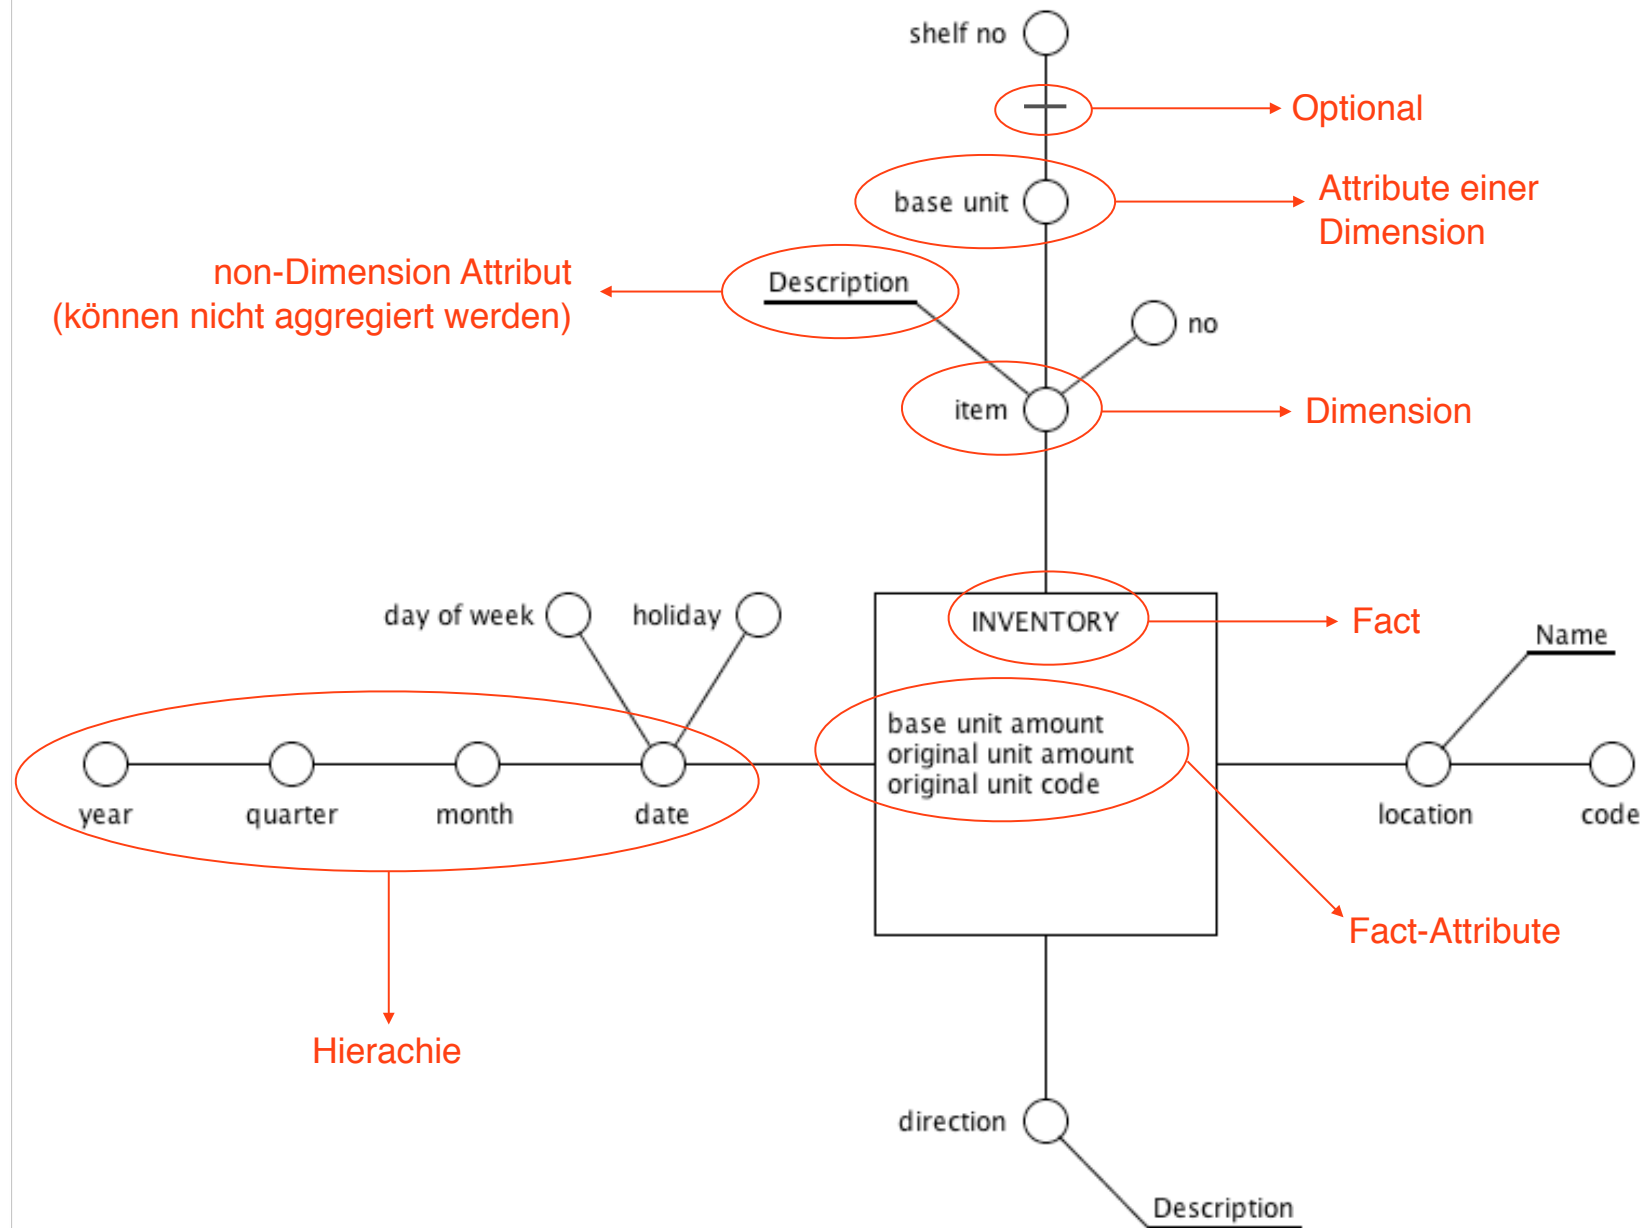 shelf no
Optional
base unit
Attribute einer
Dimension
non-Dimension Attribut
(können nicht aggregiert werden)
Description
no
item
Dimension
day of week
holiday
INVENTORY
Fact
Name
base unit amount
original unit amount
original unit code
year
quarter
month
date
location
code
Fact-Attribute
Hierachie
direction
Description